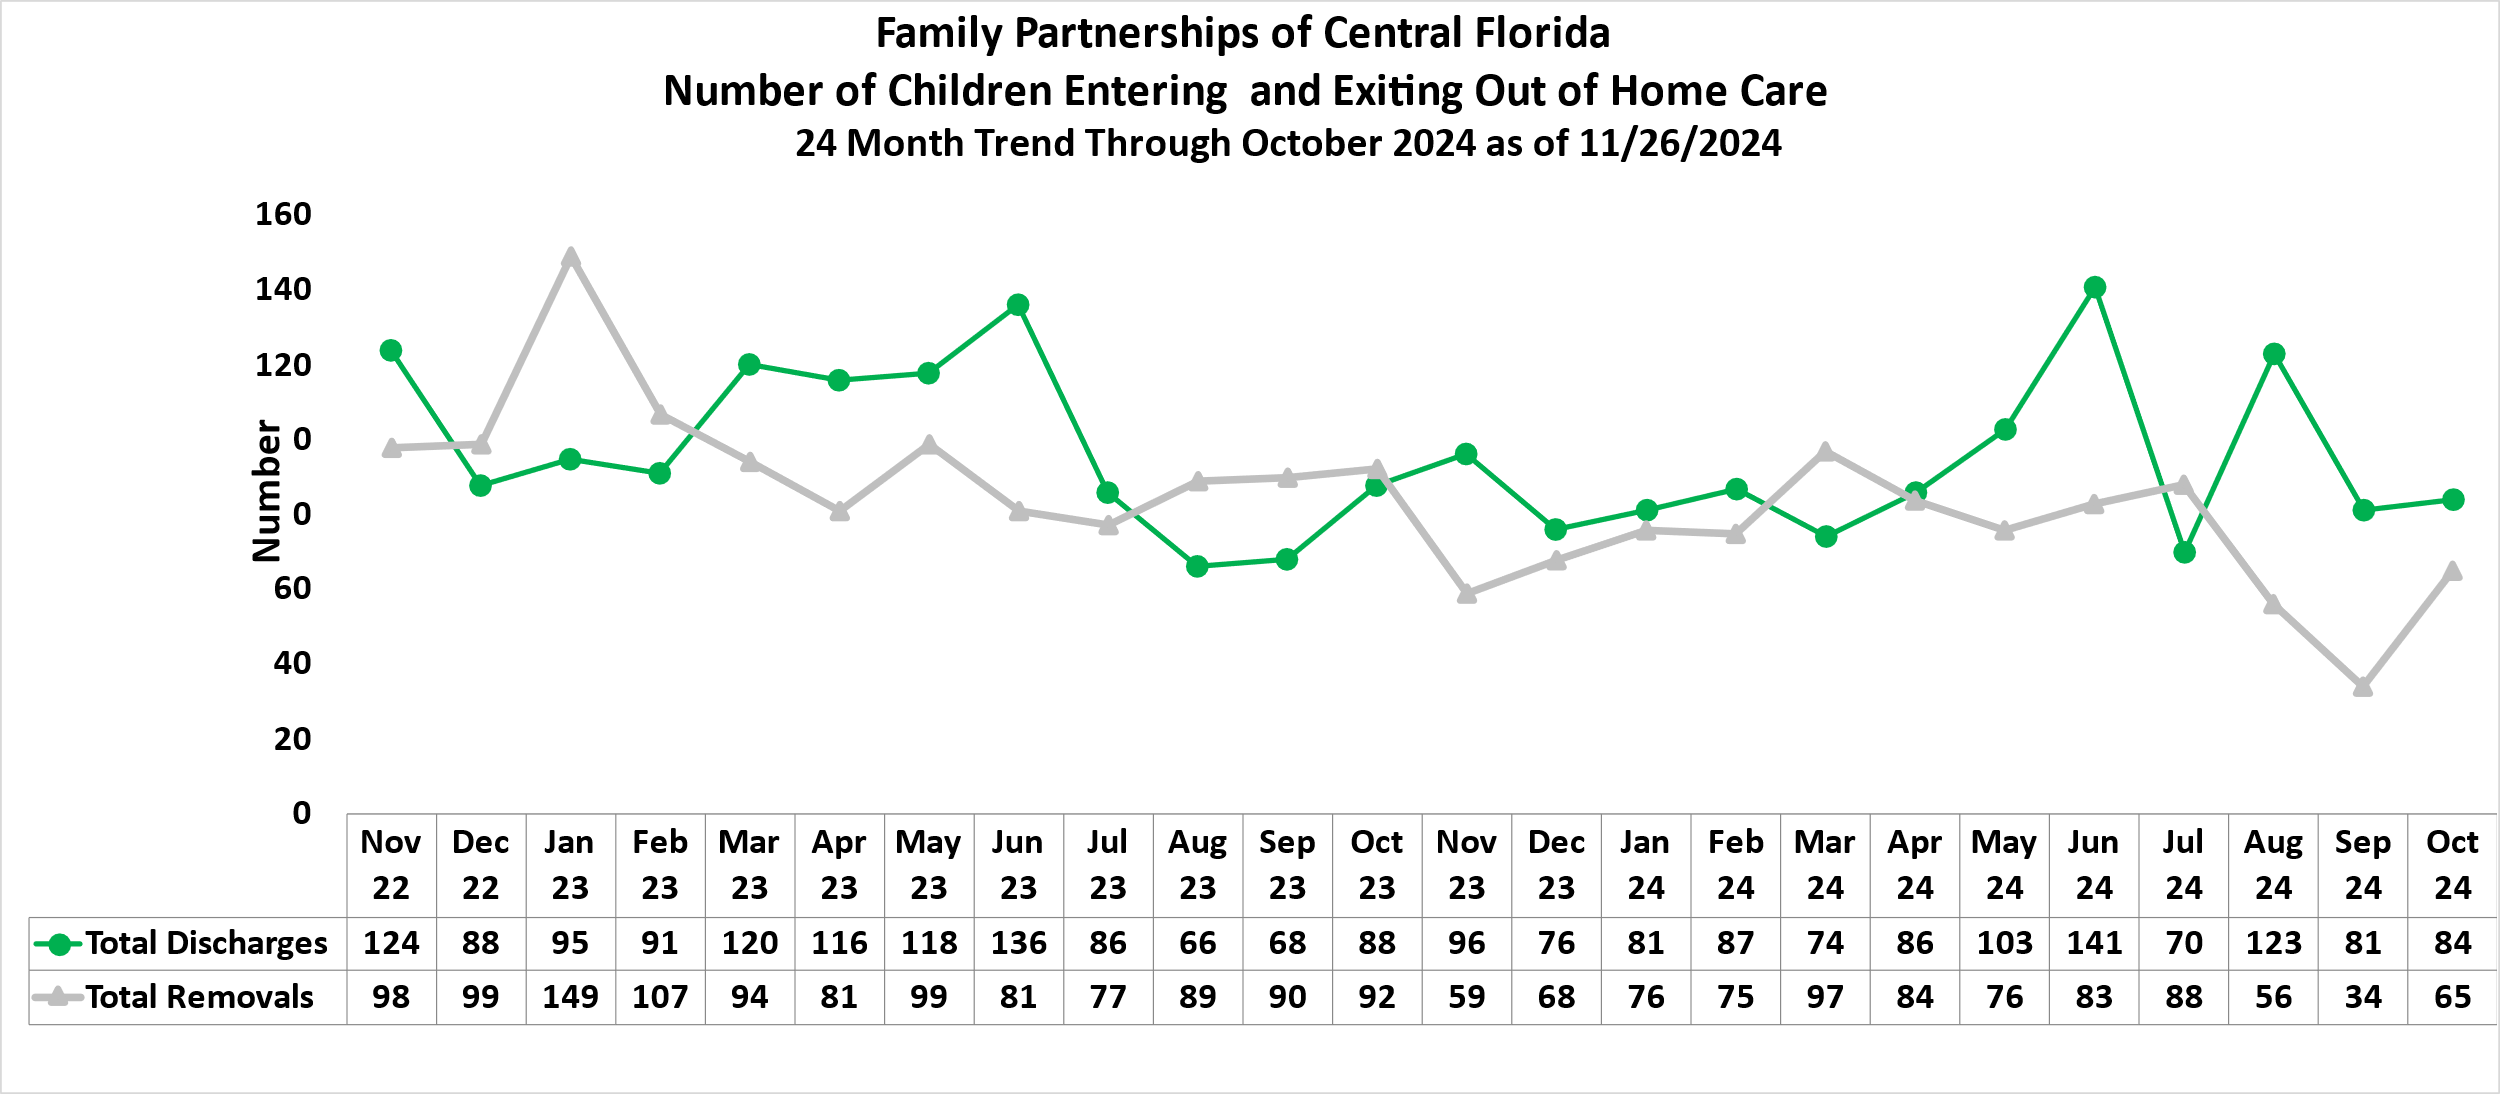 Family Partnerships of Central Florida
Number of Children Entering  and Exiting Out of Home Care
24 Month Trend Through October 2024 as of 11/26/2024
160
140
120
0
0
60
40
20
0
Number
Nov 22 Dec 22 Jan 23 Feb 23 Mar 23 Apr 23 May 23 Jun 23 Jul 23 Aug 23 Sep 23 Oct 23 Nov 23 Dec 23 Jan 24 Feb 24 Mar 24 Apr 24 May 24 Jun 24 Jul 24 Aug 24 Sep 24 Oct 24
Total Discharges 124 88 95 91 120 116 118 136 86 66 68 88 96 76 81 87 74 86 103 141 70 123 81 84
Total Removals 98 99 149 107 94 81 99 81 77 89 90 92 59 68 76 75 97 84 76 83 88 56 34 65